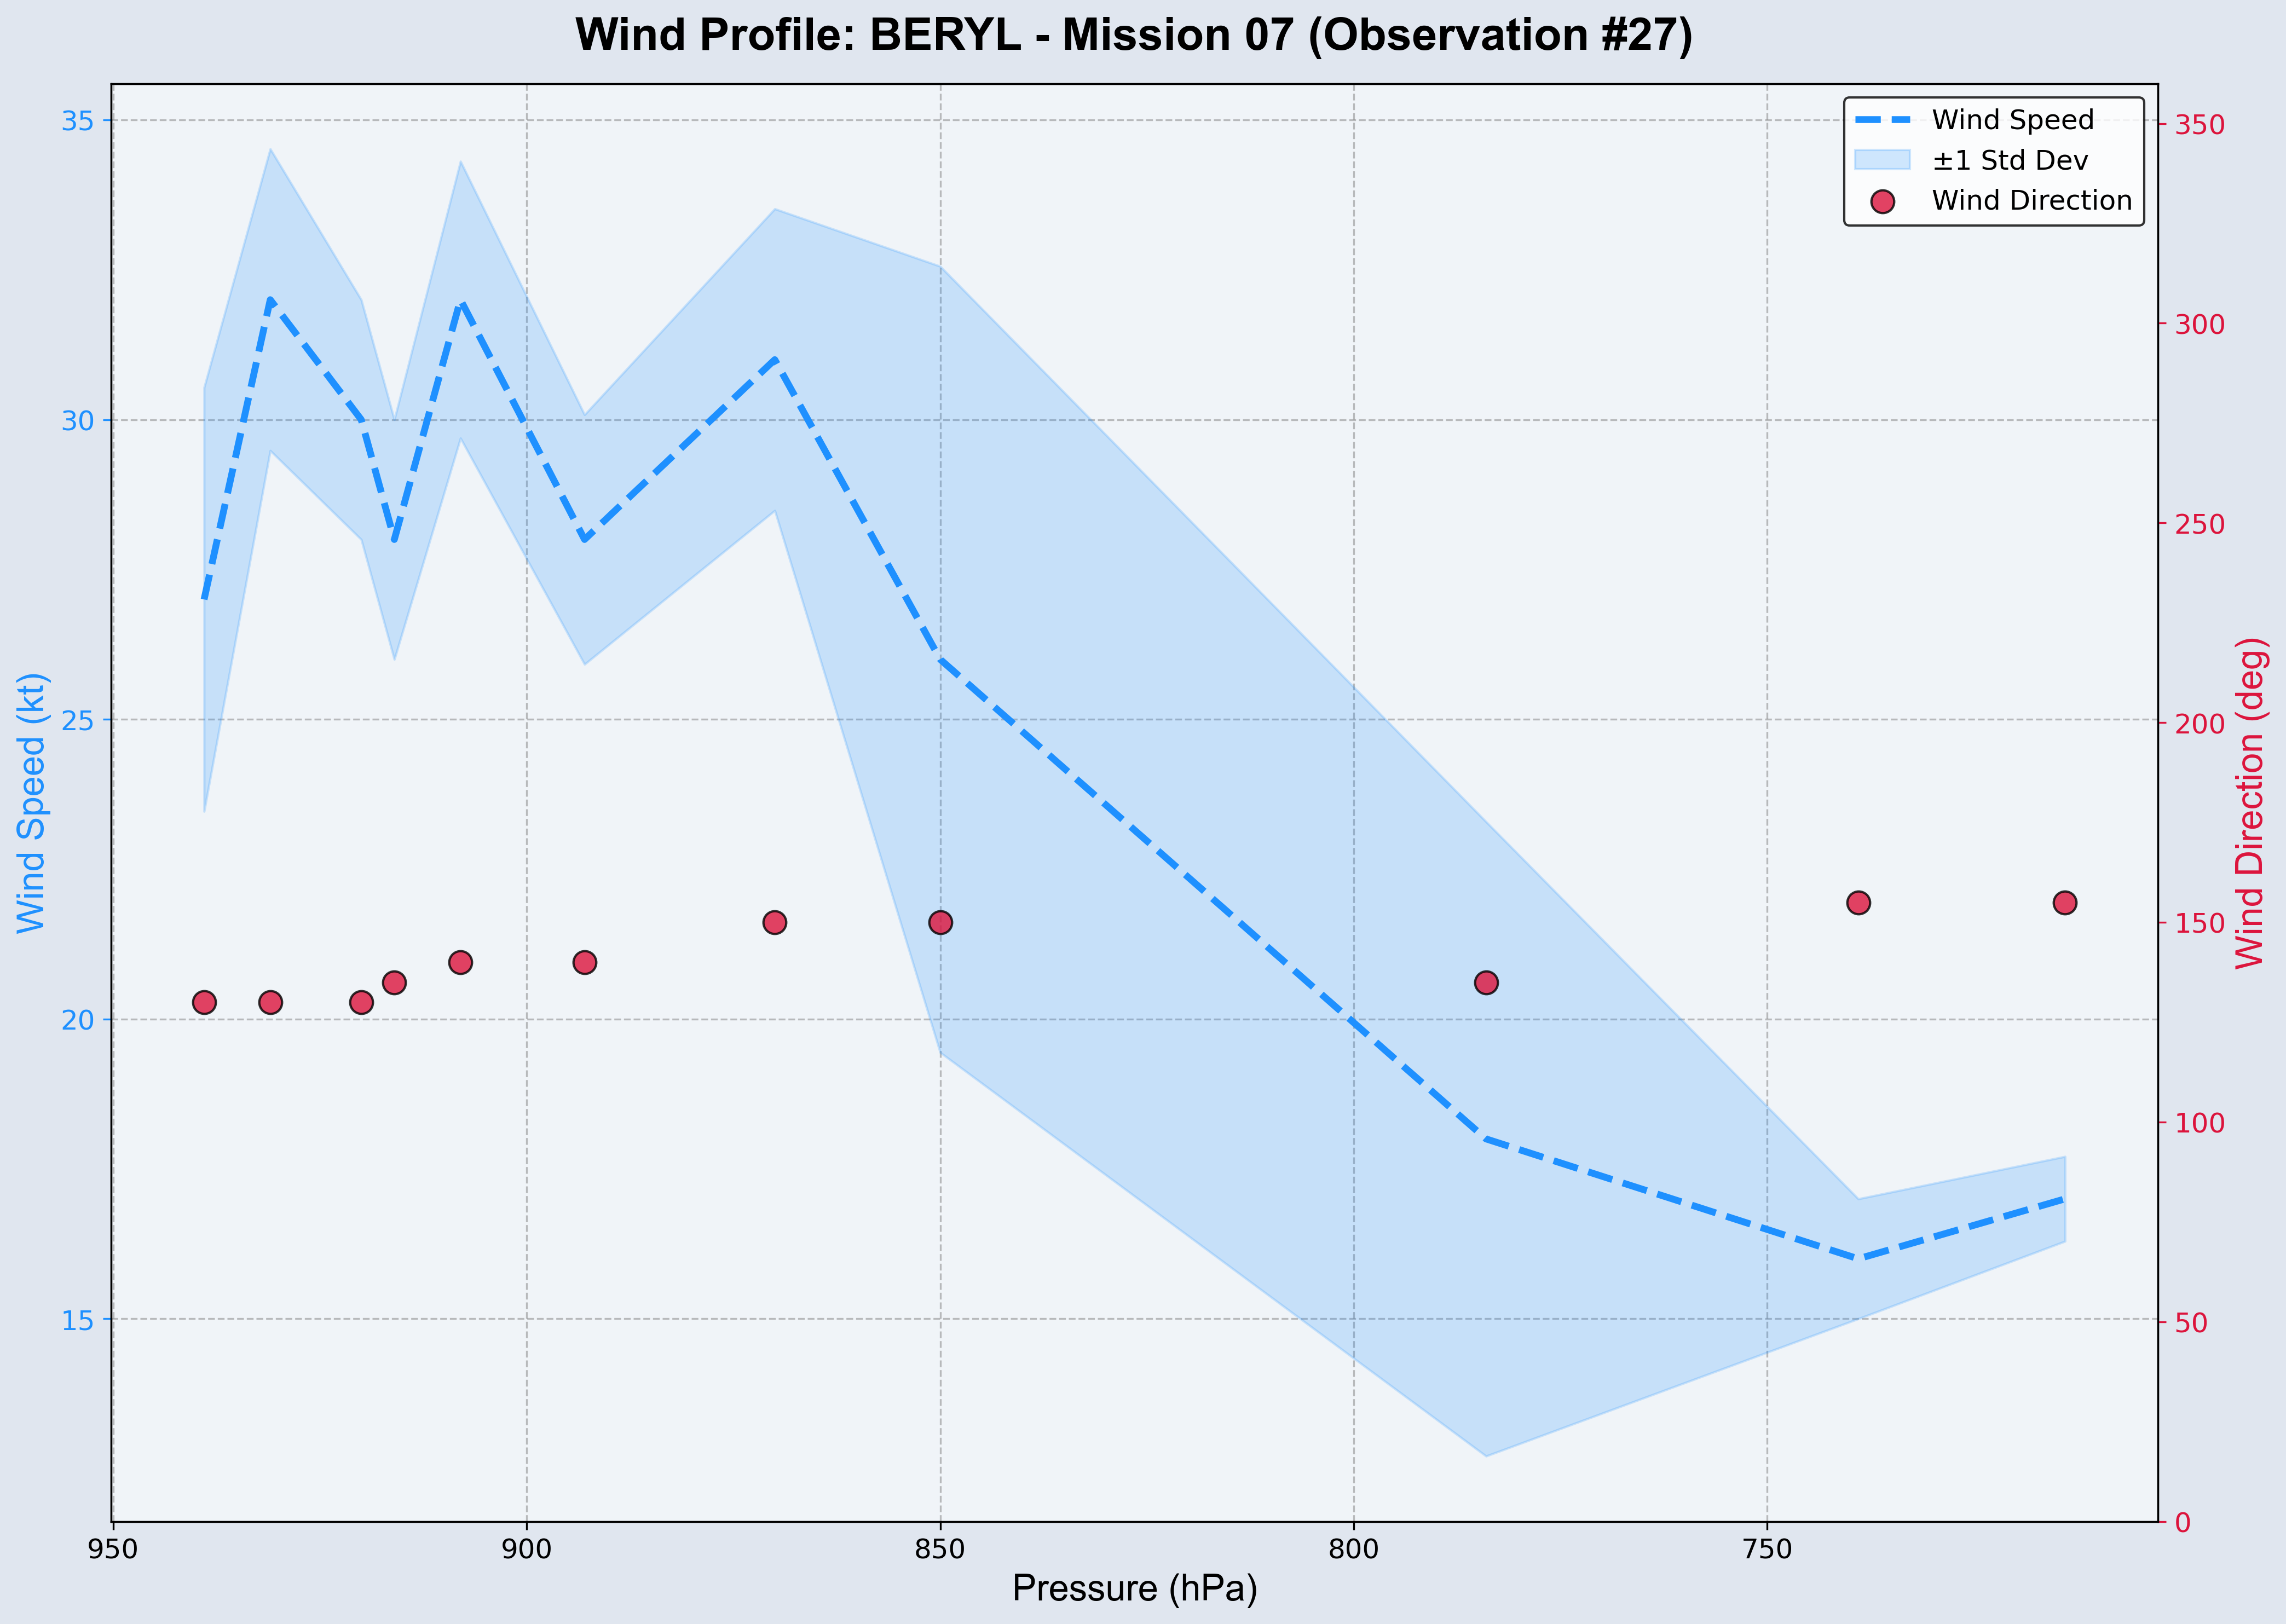 Wind Profile: BERYL - Mission 07 (Observation #27)
Wind Speed
±1 Std Dev
Wind Direction
Wind Speed (kt)
35
30
25
20
15
350
300
250
200
150
100
50
0
Wind Direction (deg)
950
900
850
800
750
Pressure (hPa)